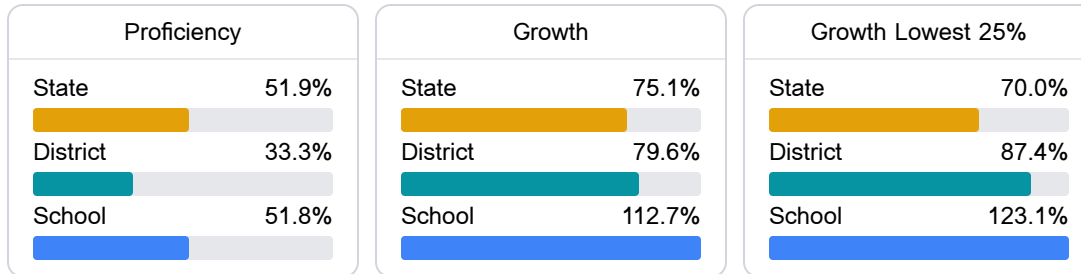 Proficiency
State 51.9%
District 33.3%
School 51.8%
Growth
State 75.1%
District 79.6%
School 112.7%
Growth Lowest 25%
State 70.0%
District 87.4%
School 123.1%